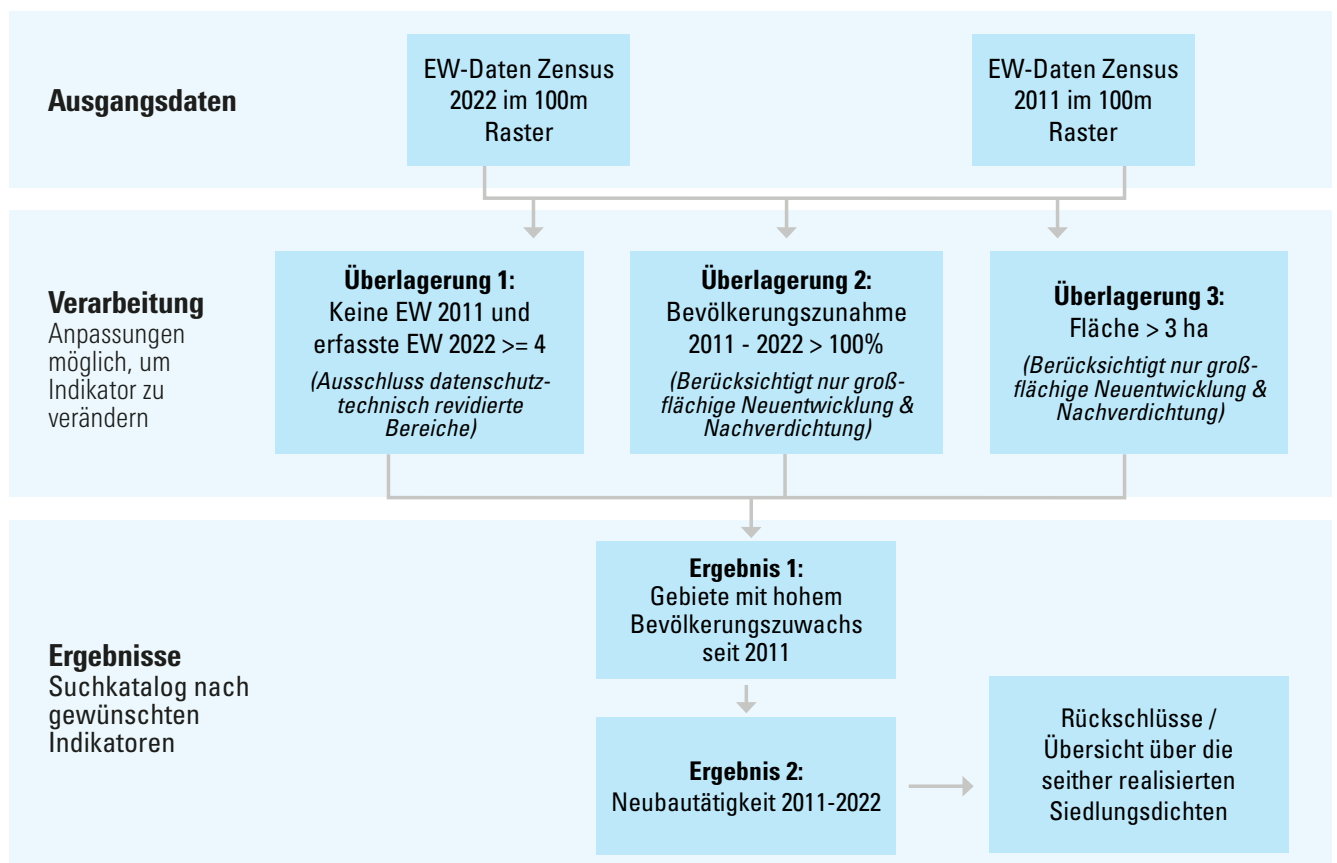 Ausgangsdaten
EW-Daten Zensus
2022 im 100m
Raster
EW-Daten Zensus
2011 im 100m
Raster
Verarbeitung
Anpassungen
möglich, um
Indikator zu
verändern
Überlagerung 1:
Keine EW 2011 und
erfasste EW 2022 >= 4
(Ausschluss datenschutz-
technisch revidierte
Bereiche)
Überlagerung 2:
Bevölkerungszunahme
2011 - 2022 > 100%
(Berücksichtigt nur groß-
flächige Neuentwicklung &
Nachverdichtung)
Überlagerung 3:
Fläche > 3 ha
(Berücksichtigt nur groß-
flächige Neuentwicklung &
Nachverdichtung)
Ergebnisse
Suchkatalog nach
gewünschten
Indikatoren
Ergebnis 1:
Gebiete mit hohem
Bevölkerungszuwachs
seit 2011
Ergebnis 2:
Neubautätigkeit 2011-2022
Rückschlüsse /
Übersicht über die
seither realisierten
Siedlungsdichten